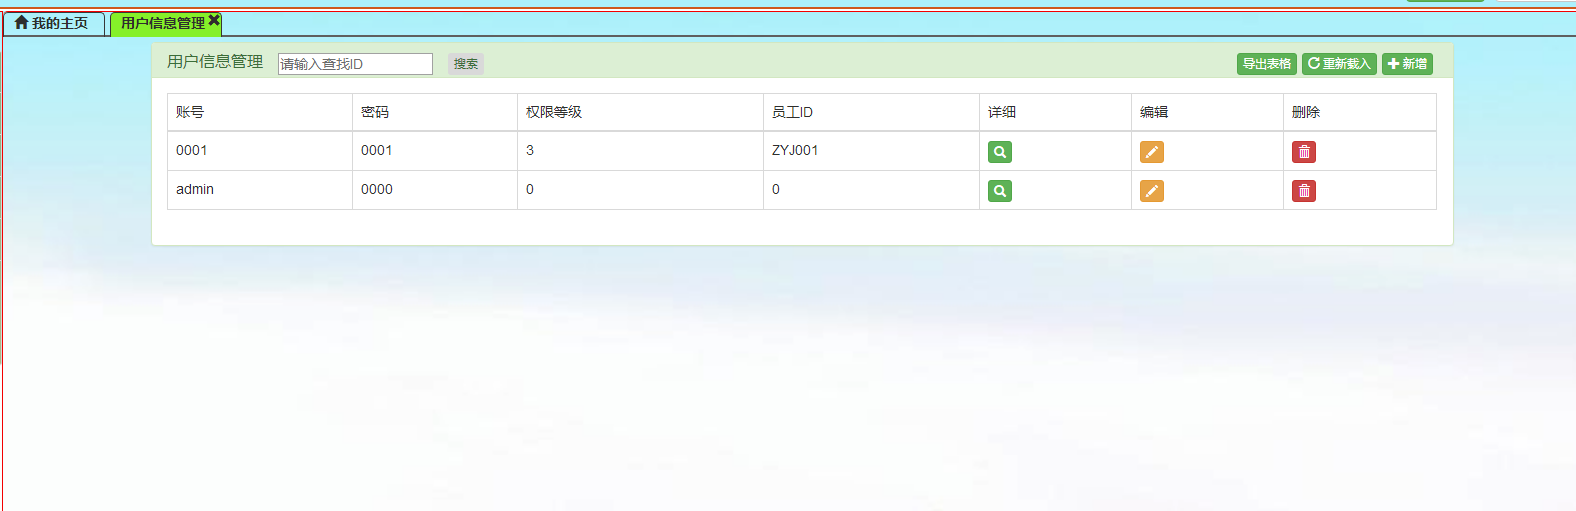 我的主页 用户信息管理
用户信息管理 请输入查找ID 搜索 导出表格 重新载入 新增
账号 密码 权限等级 员工ID 详细 编辑 删除
0001 0001 3 ZYJ001
admin 0000 0 0